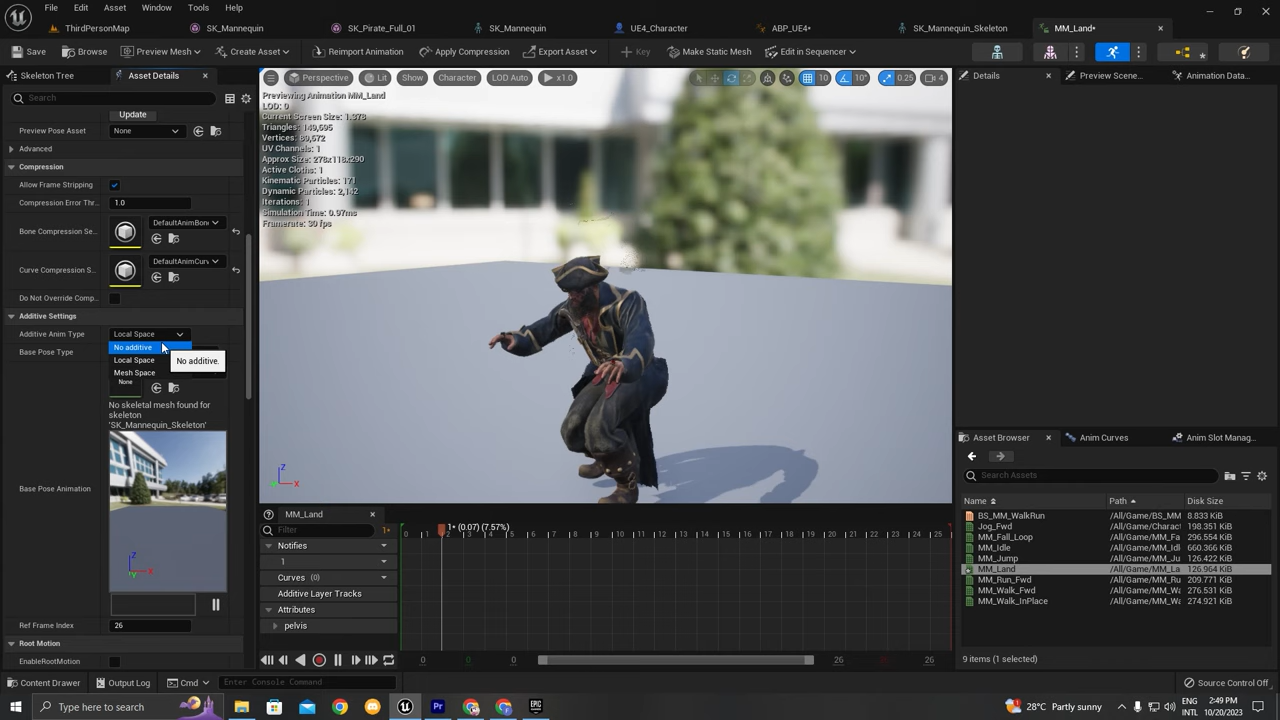 File Edit Asset Window Tools Help
ThirdPersonMap SK_Mannequin SK_Pirate_Full_01 SK_Mannequin UE4_Character ABP_UE4* SK_Mannequin_Skeleton MM_Land*
Save Browse Preview Mesh Create Asset Reimport Animation Apply Compression Export Asset Key Make Static Mesh Edit in Sequencer
Skeleton Tree Asset Details Perspective Lit Show Character LOD Auto x1.0 10 10° 0.25 4 Details Preview Scene... Animation Data...
Search
Previewing Animation MM_Land
LOD: 0
Current Screen Size: 1.378
Triangles: 149,695
Vertices: 89,672
UV Channels: 1
Approx Size: 278x118x290
Active Cloths: 1
Kinematic Particles: 171
Dynamic Particles: 2,142
Iterations: 1
Simulation Time: 0.97ms
Framerate: 30 fps
Update
Preview Pose Asset None
Advanced
Compression
Allow Frame Stripping
Compression Error Thr... 1.0
Bone Compression Se... DefaultAnimBon
Curve Compression S... DefaultAnimCurv
Do Not Override Comp...
Additive Settings
Additive Anim Type Local Space
No additive
Base Pose Type Local Space No additive.
Mesh Space
None
No skeletal mesh found for
skeleton
'SK_Mannequin_Skeleton'
Base Pose Animation
Z
X
Y
Ref Frame Index 26
Root Motion
EnableRootMotion
Z
X
MM_Land
Filter 1*
1* (0.07) (7.57%)
0 1 2 3 4 5 6 7 8 9 10 11 12 13 14 15 16 17 18 19 20 21 22 23 24 25
Notifies
1
Curves (0)
Additive Layer Tracks
Attributes
pelvis
0 0 0 26 26
Asset Browser Anim Curves Anim Slot Manag...
Search Assets
Name Path Disk Size
BS_MM_WalkRun /All/Game/BS_MM 8.833 KiB
Jog_Fwd /All/Game/Charact 198.351 KiB
MM_Fall_Loop /All/Game/MM_Fa 296.554 KiB
MM_Idle /All/Game/MM_Idl 660.366 KiB
MM_Jump /All/Game/MM_Ju 126.422 KiB
MM_Land /All/Game/MM_La 126.964 KiB
MM_Run_Fwd /All/Game/MM_Ru 209.771 KiB
MM_Walk_Fwd /All/Game/MM_Wa 276.531 KiB
MM_Walk_InPlace /All/Game/MM_Wa 274.921 KiB
9 items (1 selected)
Content Drawer Output Log Cmd Enter Console Command Source Control Off
Type here to search 28°C Partly sunny ENG INTL 2:49 PM 10/20/2023